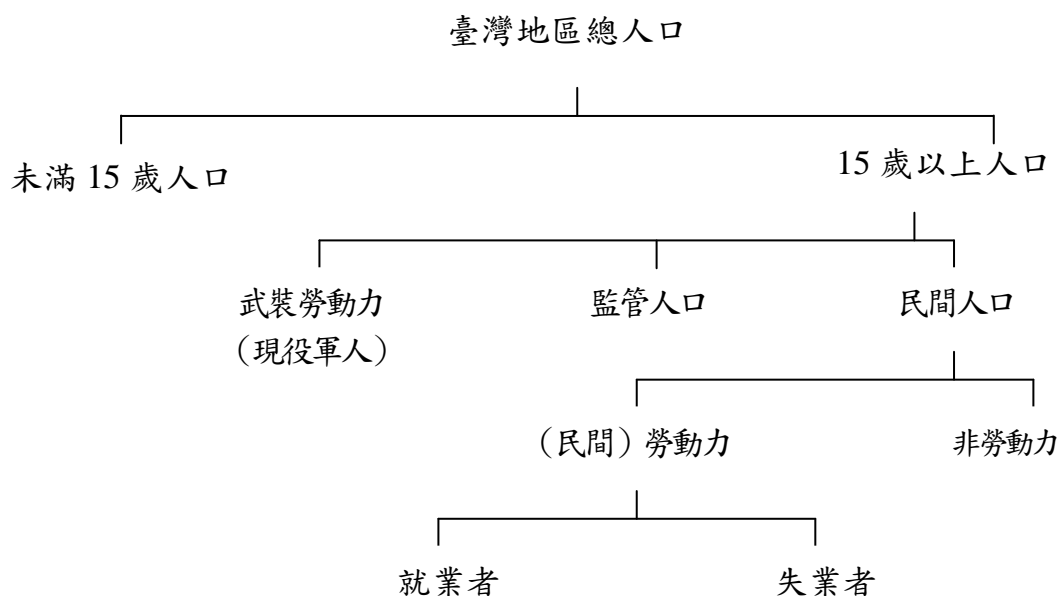 臺灣地區總人口
未滿 15 歲人口
15 歲以上人口
武裝勞動力
(現役軍人)
監管人口
民間人口
(民間)勞動力
非勞動力
就業者
失業者